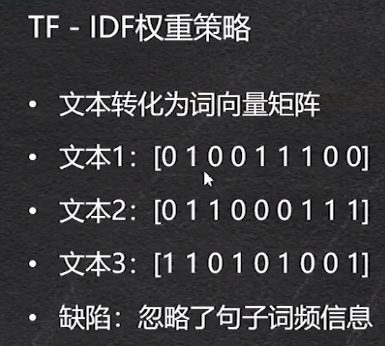 TF - IDF权重策略
• 文本转化为词向量矩阵
• 文本1：[0 1 0 0 1 1 1 0 0]
• 文本2：[0 1 1 0 0 0 1 1 1]
• 文本3：[1 1 0 1 0 1 0 0 1]
• 缺陷：忽略了句子词频信息